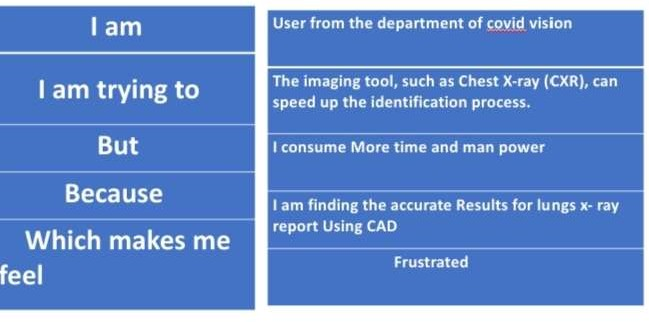 I am
User from the department of covid vision
I am trying to
The imaging tool, such as Chest X-ray (CXR), can
speed up the identification process.
But
I consume More time and man power
Because
I am finding the accurate Results for lungs x- ray
report Using CAD
Which makes me
feel
Frustrated